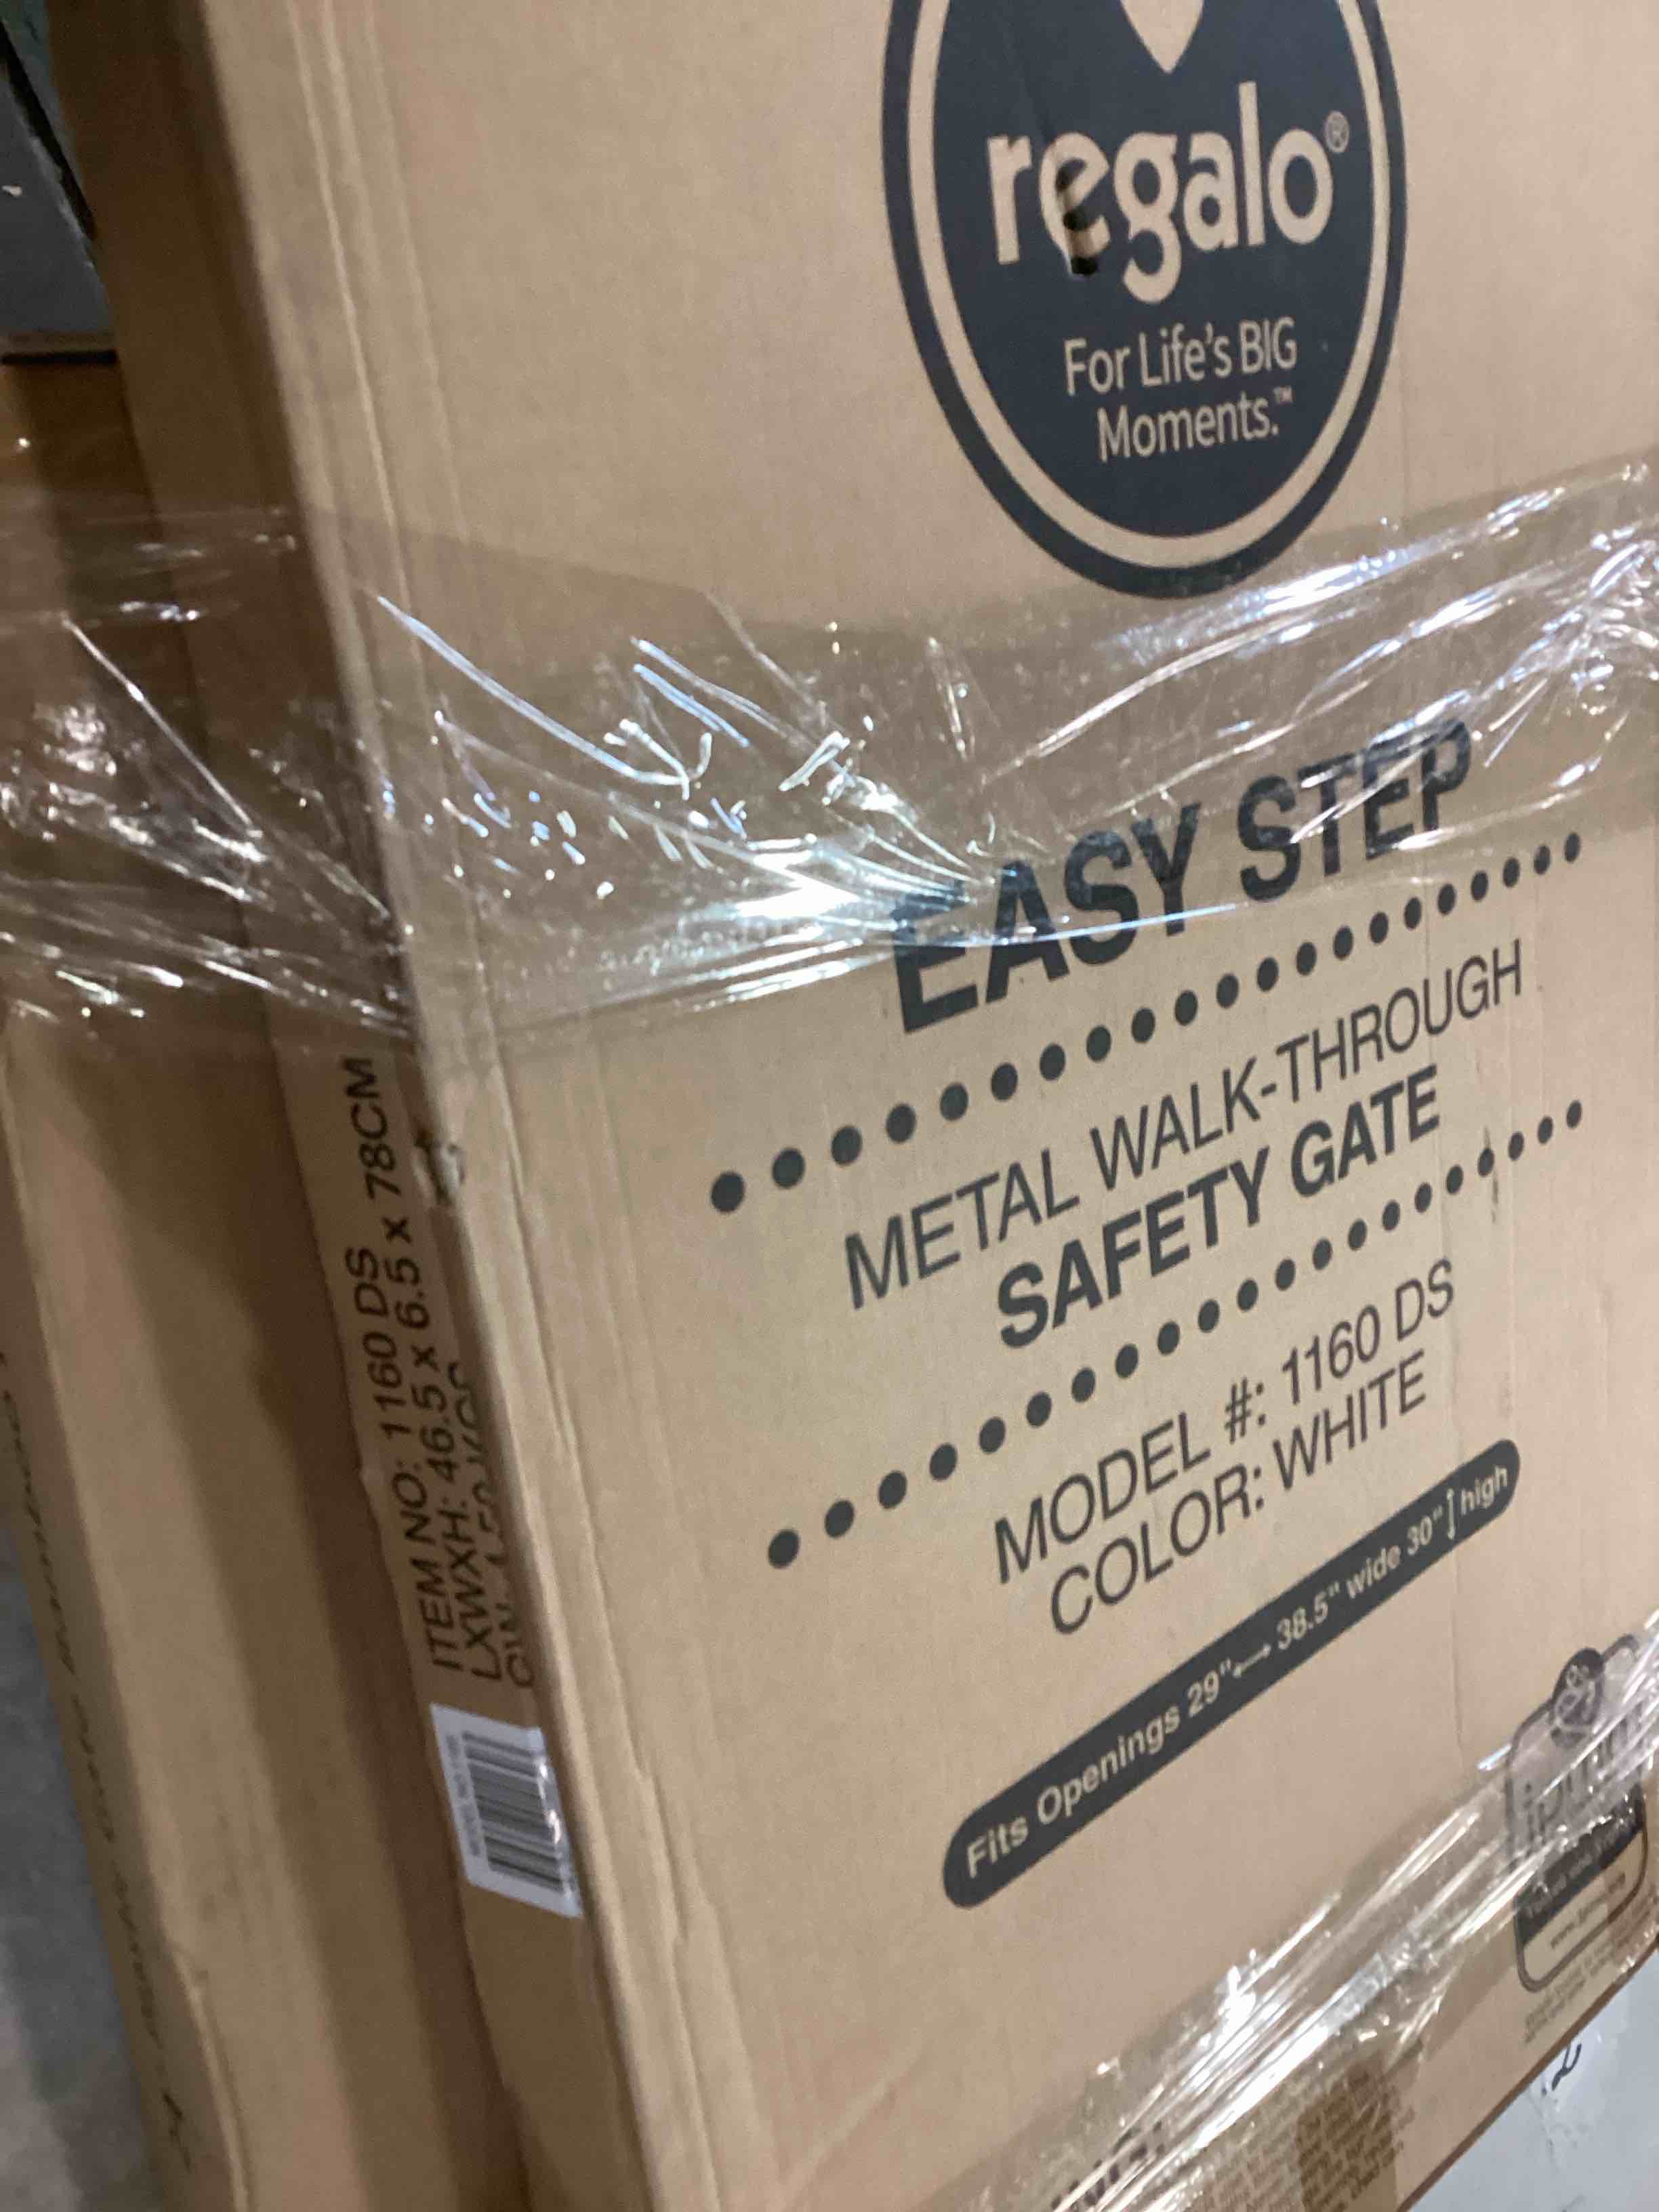 regalo®
For Life's BIG
Moments.™
EASY STEP
METAL WALK-THROUGH
SAFETY GATE
MODEL #: 1160 DS
COLOR: WHITE
Fits Openings 29"⟷38.5" wide 30" high
ITEM NO: 1160 DS
LXWXH: 46.5 x 6.5 x 78CM